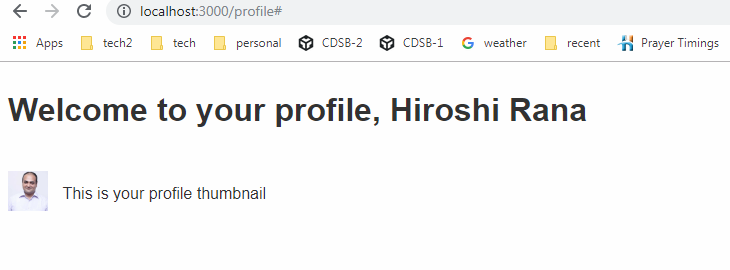 localhost:3000/profile#
Apps tech2 tech personal CDSB-2 CDSB-1 weather recent Prayer Timings
Welcome to your profile, Hiroshi Rana
This is your profile thumbnail